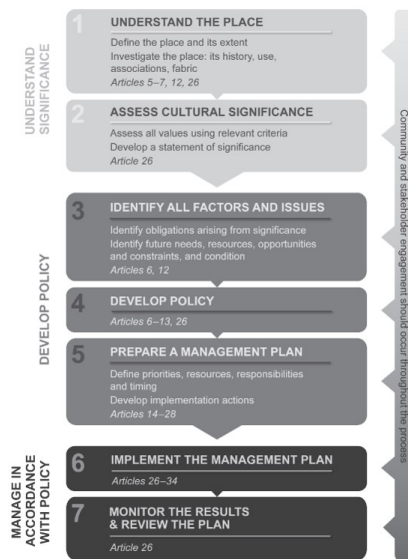 UNDERSTAND
SIGNIFICANCE
1
UNDERSTAND THE PLACE
Define the place and its extent
Investigate the place: its history, use,
associations, fabric
Articles 5–7, 12, 26
2
ASSESS CULTURAL SIGNIFICANCE
Assess all values using relevant criteria
Develop a statement of significance
Article 26
DEVELOP POLICY
3
IDENTIFY ALL FACTORS AND ISSUES
Identify obligations arising from significance
Identify future needs, resources, opportunities
and constraints, and condition
Articles 6, 12
4
DEVELOP POLICY
Articles 6–13, 26
5
PREPARE A MANAGEMENT PLAN
Define priorities, resources, responsibilities
and timing
Develop implementation actions
Articles 14–28
MANAGE IN
ACCORDANCE
WITH POLICY
6
IMPLEMENT THE MANAGEMENT PLAN
Articles 26–34
7
MONITOR THE RESULTS
& REVIEW THE PLAN
Article 26
Community and stakeholder engagement should occur throughout the process